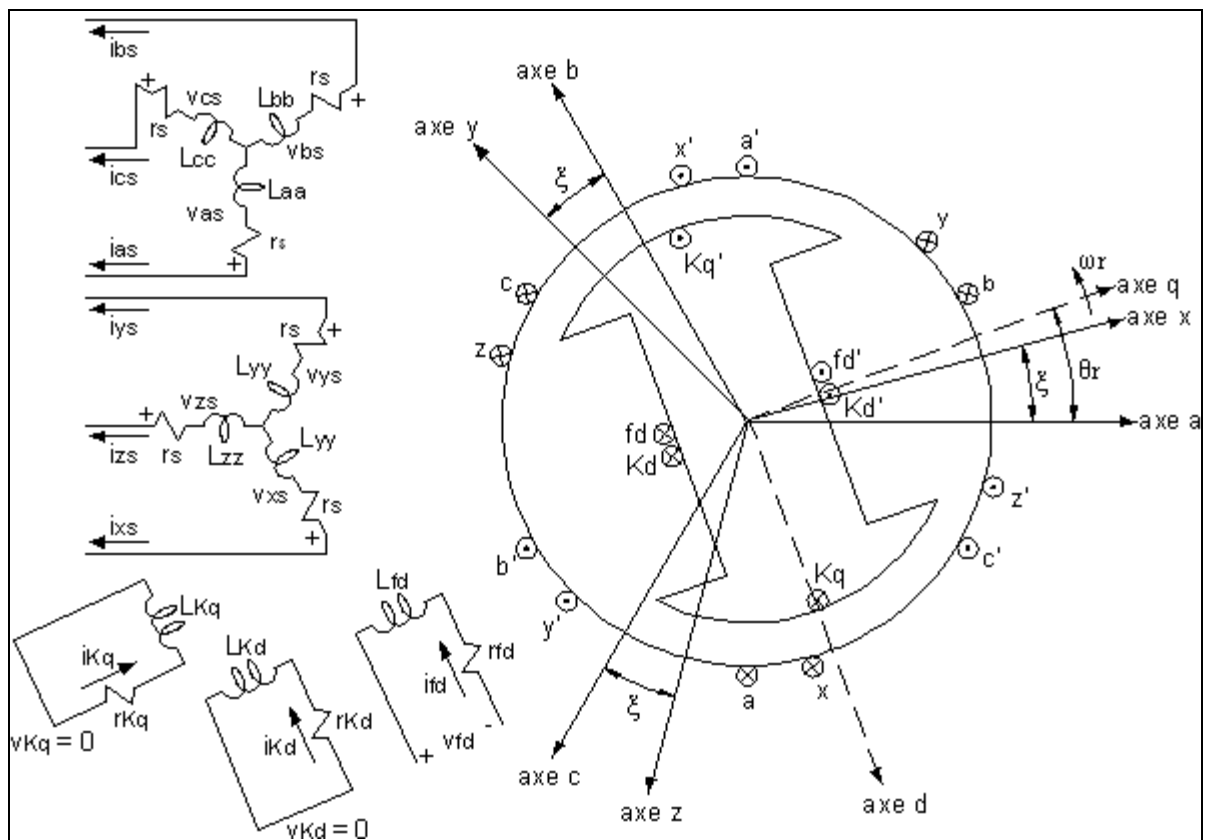 ibs
+
vcs
rs
Lcc
Lbb
rs
+
vbs
ics
Laa
vas
rs
ias
+
iys
rs
+
Lyy
vys
vzs
+
rs
Lzz
izs
Lyy
vxs
rs
ixs
+
LKq
iKq
rKq
vKq = 0
LKd
rKd
iKd
vKd = 0
Lfd
rfd
ifd
vfd
+
-
axe b
axe y
ξ
x'
a'
y
Kq'
c
b
ωr
axe q
axe x
z
fd'
Kd'
θr
ξ
axe a
fd
Kd
z'
b'
c'
Kq
y'
a
x
ξ
axe c
axe z
axe d